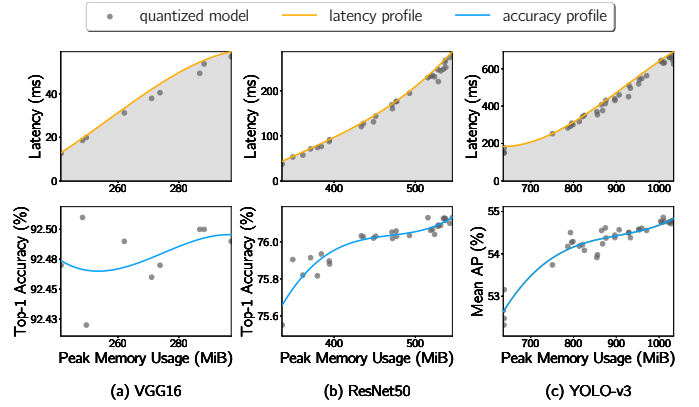 quantized model latency profile accuracy profile
Latency (ms)
60
40
20
0
260 280
Latency (ms)
200
100
0
400 500
Latency (ms)
600
400
200
0
700 800 900 1000
Top-1 Accuracy (%)
92.50
92.48
92.45
92.43
260 280
Peak Memory Usage (MiB)
Top-1 Accuracy (%)
76.0
75.8
75.6
400 500
Peak Memory Usage (MiB)
Mean AP (%)
55
54
53
700 800 900 1000
Peak Memory Usage (MiB)
(a) VGG16 (b) ResNet50 (c) YOLO-v3